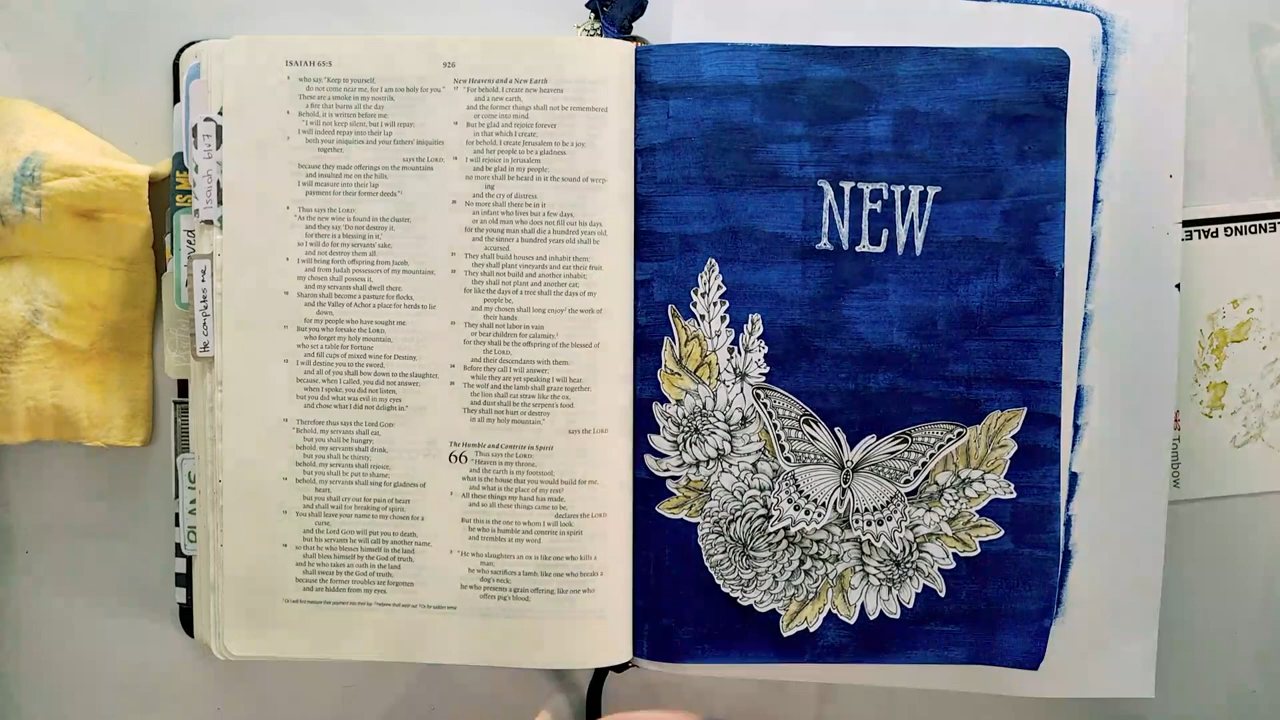 ISAIAH 65:5
926
5 who say, "Keep to yourself,
do not come near me, for I am too holy for you."
These are a smoke in my nostrils,
a fire that burns all the day.
6 Behold, it is written before me:
"I will not keep silent, but I will repay;
I will indeed repay into their lap
7 both your iniquities and your fathers' iniquities
together,
says the LORD;
because they made offerings on the mountains
and insulted me on the hills,
I will measure into their lap
payment for their former deeds."
8 Thus says the LORD:
"As the new wine is found in the cluster,
and they say, 'Do not destroy it,
for there is a blessing in it,'
so I will do for my servants' sake,
and not destroy them all.
9 I will bring forth offspring from Jacob,
and from Judah possessors of my mountains;
my chosen shall possess it,
and my servants shall dwell there.
10 Sharon shall become a pasture for flocks,
and the Valley of Achor a place for herds to lie
down,
for my people who have sought me.
11 But you who forsake the LORD,
who forget my holy mountain,
who set a table for Fortune
and fill cups of mixed wine for Destiny,
12 I will destine you to the sword,
and all of you shall bow down to the slaughter,
because, when I called, you did not answer;
when I spoke, you did not listen,
but you did what was evil in my eyes
and chose what I did not delight in."
13 Therefore thus says the Lord GOD:
"Behold, my servants shall eat,
but you shall be hungry;
behold, my servants shall drink,
but you shall be thirsty;
behold, my servants shall rejoice,
but you shall be put to shame;
14 behold, my servants shall sing for gladness of
heart,
but you shall cry out for pain of heart
and shall wail for breaking of spirit.
15 You shall leave your name to my chosen for a
curse,
and the Lord GOD will put you to death,
but his servants he will call by another name,
16 so that he who blesses himself in the land
shall bless himself by the God of truth,
and he who takes an oath in the land
shall swear by the God of truth;
because the former troubles are forgotten
and are hidden from my eyes.
New Heavens and a New Earth
17 "For behold, I create new heavens
and a new earth,
and the former things shall not be remembered
or come into mind.
18 But be glad and rejoice forever
in that which I create;
for behold, I create Jerusalem to be a joy,
and her people to be a gladness.
19 I will rejoice in Jerusalem
and be glad in my people;
no more shall be heard in it the sound of weep-
ing
and the cry of distress.
20 No more shall there be in it
an infant who lives but a few days,
or an old man who does not fill out his days,
for the young man shall die a hundred years old,
and the sinner a hundred years old shall be
accursed.
21 They shall build houses and inhabit them;
they shall plant vineyards and eat their fruit.
22 They shall not build and another inhabit;
they shall not plant and another eat;
for like the days of a tree shall the days of my
people be,
and my chosen shall long enjoy the work of
their hands.
23 They shall not labor in vain
or bear children for calamity,
for they shall be the offspring of the blessed of
the LORD,
and their descendants with them.
24 Before they call I will answer;
while they are yet speaking I will hear.
25 The wolf and the lamb shall graze together;
the lion shall eat straw like the ox,
and dust shall be the serpent's food.
They shall not hurt or destroy
in all my holy mountain,"
says the LORD.
The Humble and Contrite in Spirit
66 Thus says the LORD:
"Heaven is my throne,
and the earth is my footstool;
what is the house that you would build for me,
and what is the place of my rest?
2 All these things my hand has made,
and so all these things came to be,
declares the LORD.
But this is the one to whom I will look:
he who is humble and contrite in spirit
and trembles at my word.
3 "He who slaughters an ox is like one who kills a
man;
he who sacrifices a lamb, like one who breaks a
dog's neck;
he who presents a grain offering, like one who
offers pig's blood;
NEW
Isaiah 61v7
IS ME
He completes me
PLANS
LENDING PALE
Tombow